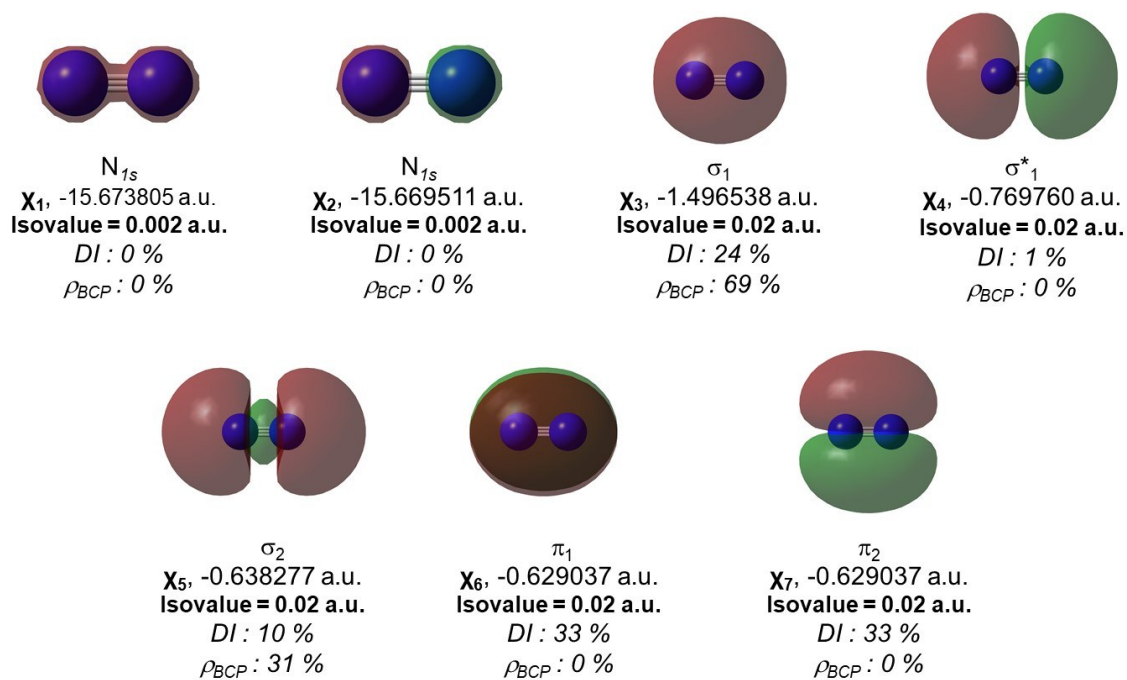 N1s
χ1, -15.673805 a.u.
Isovalue = 0.002 a.u.
DI : 0 %
ρBCP : 0 %
N1s
χ2, -15.669511 a.u.
Isovalue = 0.002 a.u.
DI : 0 %
ρBCP : 0 %
σ1
χ3, -1.496538 a.u.
Isovalue = 0.02 a.u.
DI : 24 %
ρBCP : 69 %
σ*1
χ4, -0.769760 a.u.
Isovalue = 0.02 a.u.
DI : 1 %
ρBCP : 0 %
σ2
χ5, -0.638277 a.u.
Isovalue = 0.02 a.u.
DI : 10 %
ρBCP : 31 %
π1
χ6, -0.629037 a.u.
Isovalue = 0.02 a.u.
DI : 33 %
ρBCP : 0 %
π2
χ7, -0.629037 a.u.
Isovalue = 0.02 a.u.
DI : 33 %
ρBCP : 0 %